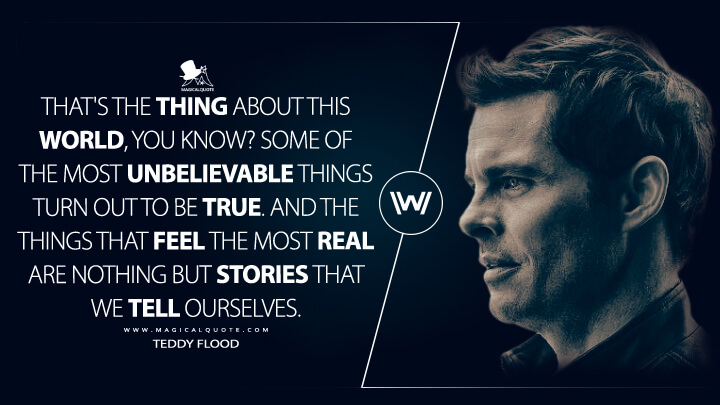 MAGICALQUOTE
THAT'S THE THING ABOUT THIS
WORLD, YOU KNOW? SOME OF
THE MOST UNBELIEVABLE THINGS
TURN OUT TO BE TRUE. AND THE
THINGS THAT FEEL THE MOST REAL
ARE NOTHING BUT STORIES THAT
WE TELL OURSELVES.
WWW.MAGICALQUOTE.COM
TEDDY FLOOD
W